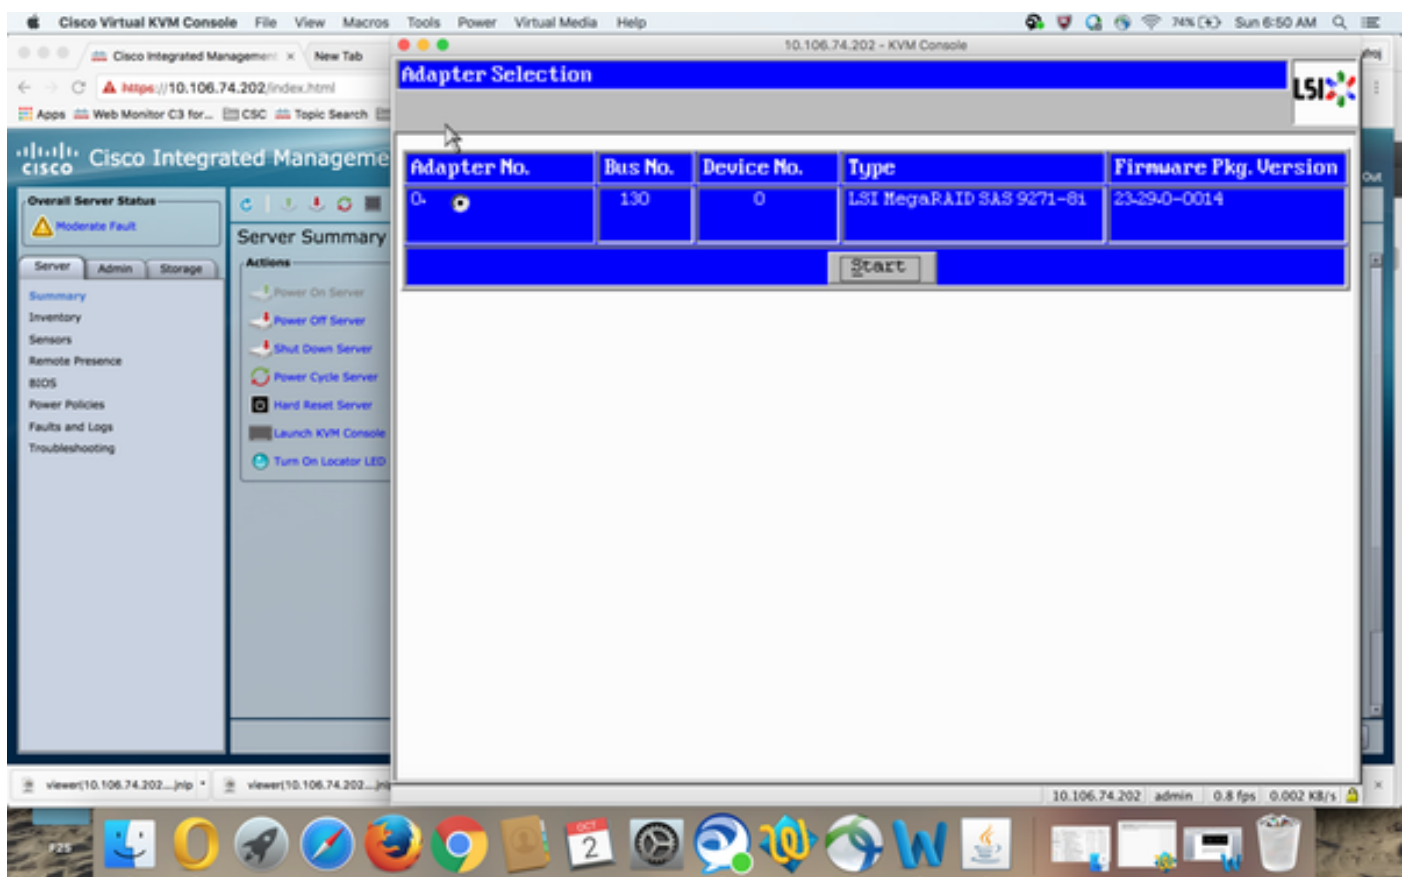 Cisco Virtual KVM Console File View Macros Tools Power Virtual Media Help 74% Sun 6:50 AM
Cisco Integrated Management × New Tab
10.106.74.202 - KVM Console
https://10.106.74.202/index.html
Apps Web Monitor C3 for... CSC Topic Search
Adapter Selection
LSI
CISCO Cisco Integrated Manageme
Out
Overall Server Status
Moderate Fault
Server Admin Storage
Summary
Inventory
Sensors
Remote Presence
BIOS
Power Policies
Faults and Logs
Troubleshooting
Server Summary
Actions
Power On Server
Power Off Server
Shut Down Server
Power Cycle Server
Hard Reset Server
Launch KVM Console
Turn On Locator LED
Adapter No. Bus No. Device No. Type Firmware Pkg. Version
0. 130 0 LSI MegaRAID SAS 9271-8i 23.29.0-0014
Start
viewer(10.106.74.202....jnlp viewer(10.106.74.202....jnl
10.106.74.202 admin 0.8 fps 0.002 KB/s
F25
OCT
2